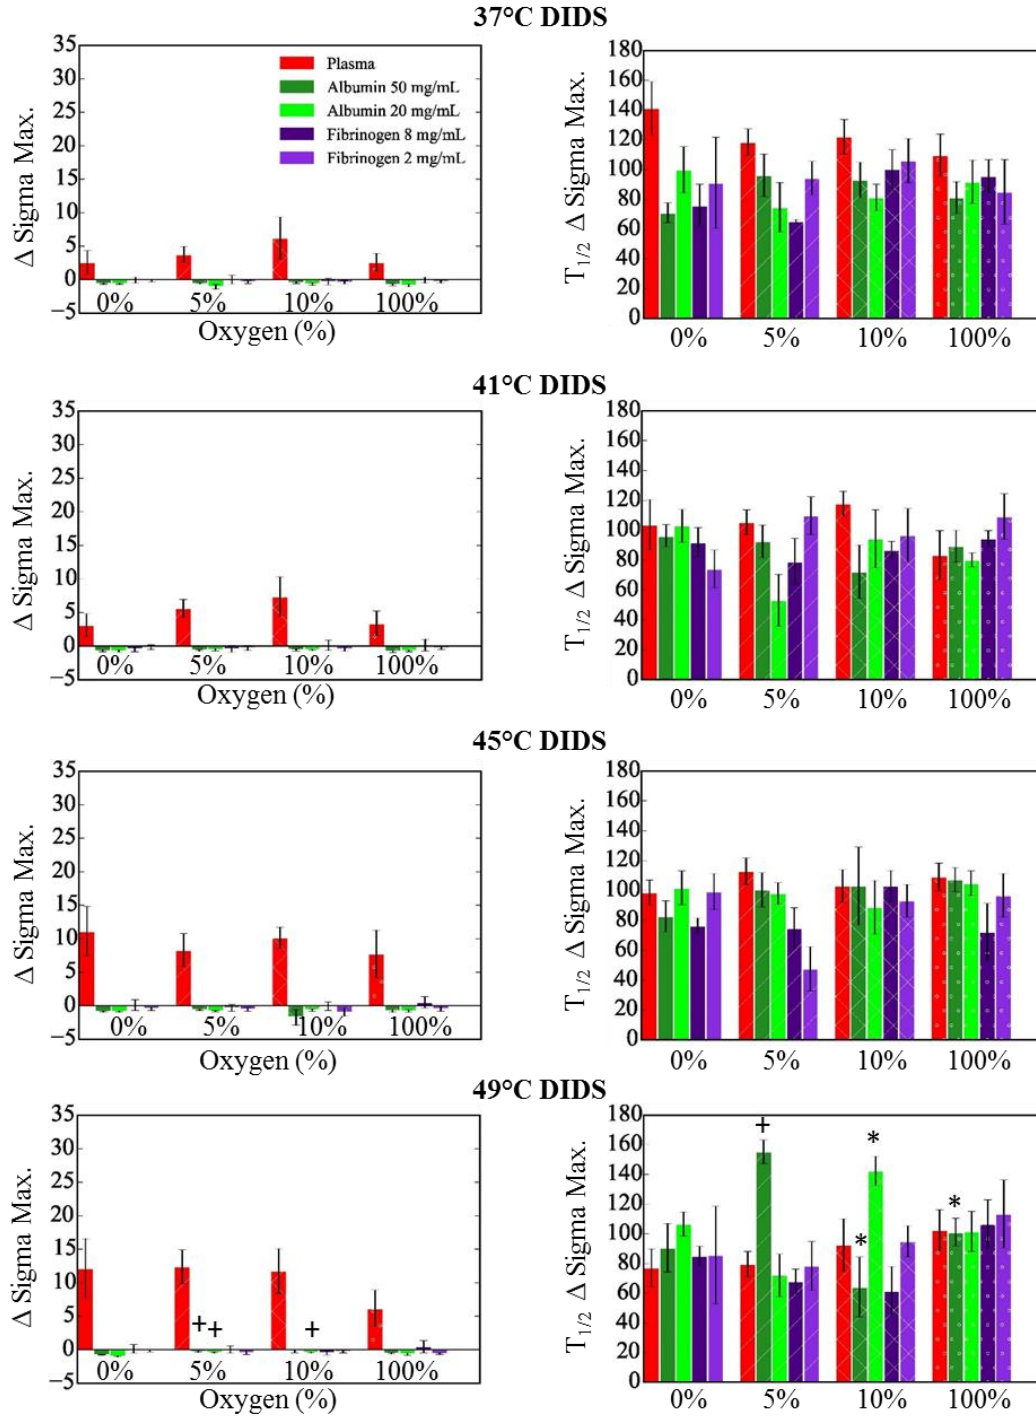 37°C DIDS
Δ Sigma Max.
35
30
25
20
15
10
5
0
−5
Plasma
Albumin 50 mg/mL
Albumin 20 mg/mL
Fibrinogen 8 mg/mL
Fibrinogen 2 mg/mL
0% 5% 10% 100%
Oxygen (%)
T1/2 Δ Sigma Max.
180
160
140
120
100
80
60
40
20
0
0% 5% 10% 100%
41°C DIDS
Δ Sigma Max.
35
30
25
20
15
10
5
0
−5
0% 5% 10% 100%
Oxygen (%)
T1/2 Δ Sigma Max.
180
160
140
120
100
80
60
40
20
0
0% 5% 10% 100%
45°C DIDS
Δ Sigma Max.
35
30
25
20
15
10
5
0
−5
0% 5% 10% 100%
Oxygen (%)
T1/2 Δ Sigma Max.
180
160
140
120
100
80
60
40
20
0
0% 5% 10% 100%
49°C DIDS
Δ Sigma Max.
35
30
25
20
15
10
5
0
−5
+ + +
0% 5% 10% 100%
Oxygen (%)
T1/2 Δ Sigma Max.
180
160
140
120
100
80
60
40
20
0
+ * * *
0% 5% 10% 100%